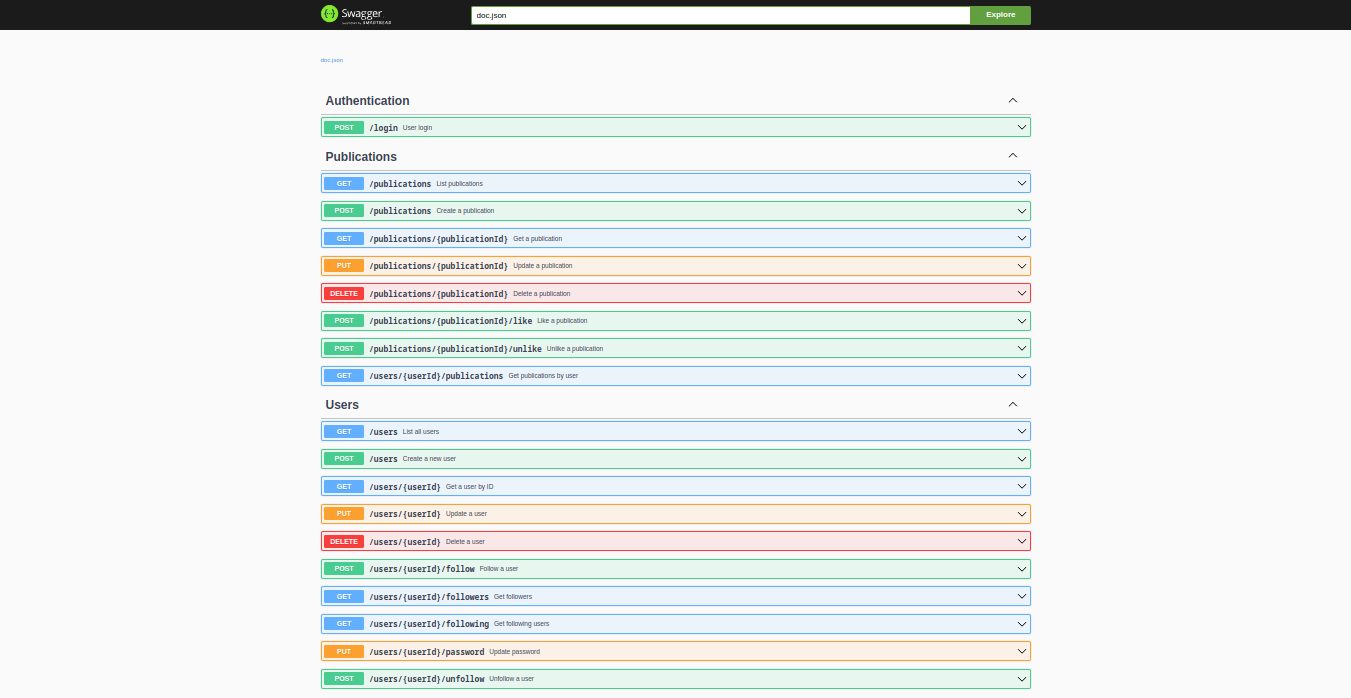 Swagger
doc.json Explore
doc.json
Authentication
POST /login User login
Publications
GET /publications List publications
POST /publications Create a publication
GET /publications/{publicationId} Get a publication
PUT /publications/{publicationId} Update a publication
DELETE /publications/{publicationId} Delete a publication
POST /publications/{publicationId}/like Like a publication
POST /publications/{publicationId}/unlike Unlike a publication
GET /users/{userId}/publications Get publications by user
Users
GET /users List all users
POST /users Create a new user
GET /users/{userId} Get a user by ID
PUT /users/{userId} Update a user
DELETE /users/{userId} Delete a user
POST /users/{userId}/follow Follow a user
GET /users/{userId}/followers Get followers
GET /users/{userId}/following Get following users
PUT /users/{userId}/password Update password
POST /users/{userId}/unfollow Unfollow a user